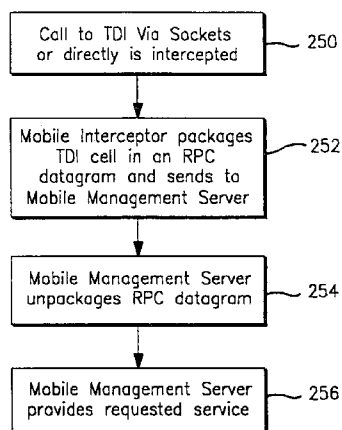 Call to TDI Via Sockets
or directly is intercepted
250
Mobile Interceptor packages
TDI cell in an RPC
datagram and sends to
Mobile Management Server
252
Mobile Management Server
unpackages RPC datagram
254
Mobile Management Server
provides requested service
256